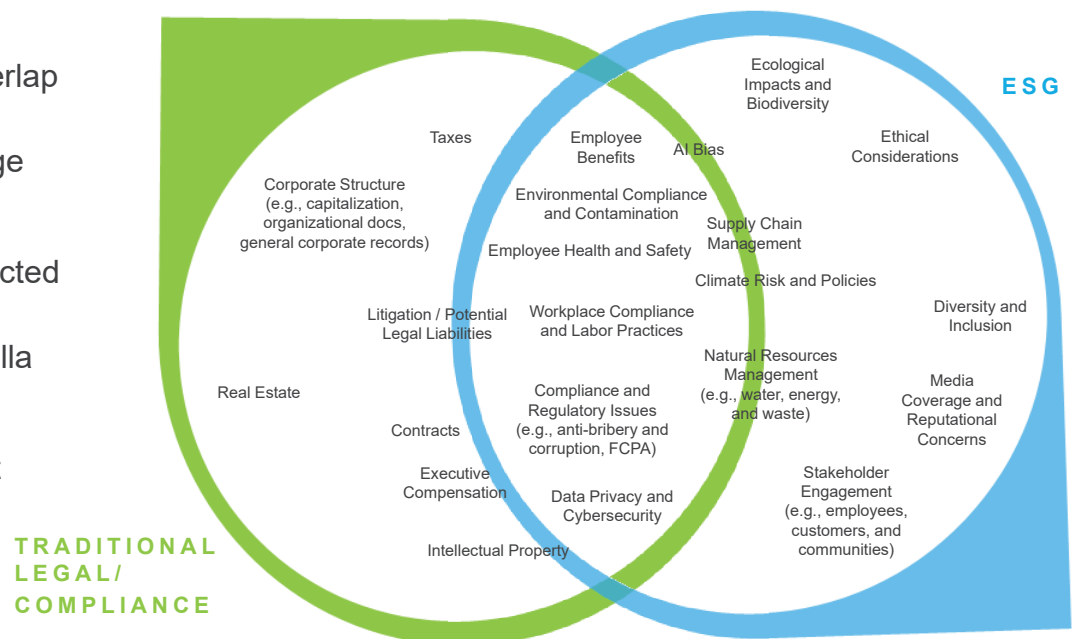 erlap
ge
cted
lla
TRADITIONAL
LEGAL/
COMPLIANCE
Taxes
Corporate Structure
(e.g., capitalization,
organizational docs,
general corporate records)
Litigation / Potential
Legal Liabilities
Real Estate
Contracts
Executive
Compensation
Intellectual Property
Employee
Benefits
AI Bias
Environmental Compliance
and Contamination
Employee Health and Safety
Supply Chain
Management
Climate Risk and Policies
Workplace Compliance
and Labor Practices
Natural Resources
Management
(e.g., water, energy,
and waste)
Compliance and
Regulatory Issues
(e.g., anti-bribery and
corruption, FCPA)
Data Privacy and
Cybersecurity
ESG
Ecological
Impacts and
Biodiversity
Ethical
Considerations
Diversity and
Inclusion
Media
Coverage and
Reputational
Concerns
Stakeholder
Engagement
(e.g., employees,
customers, and
communities)